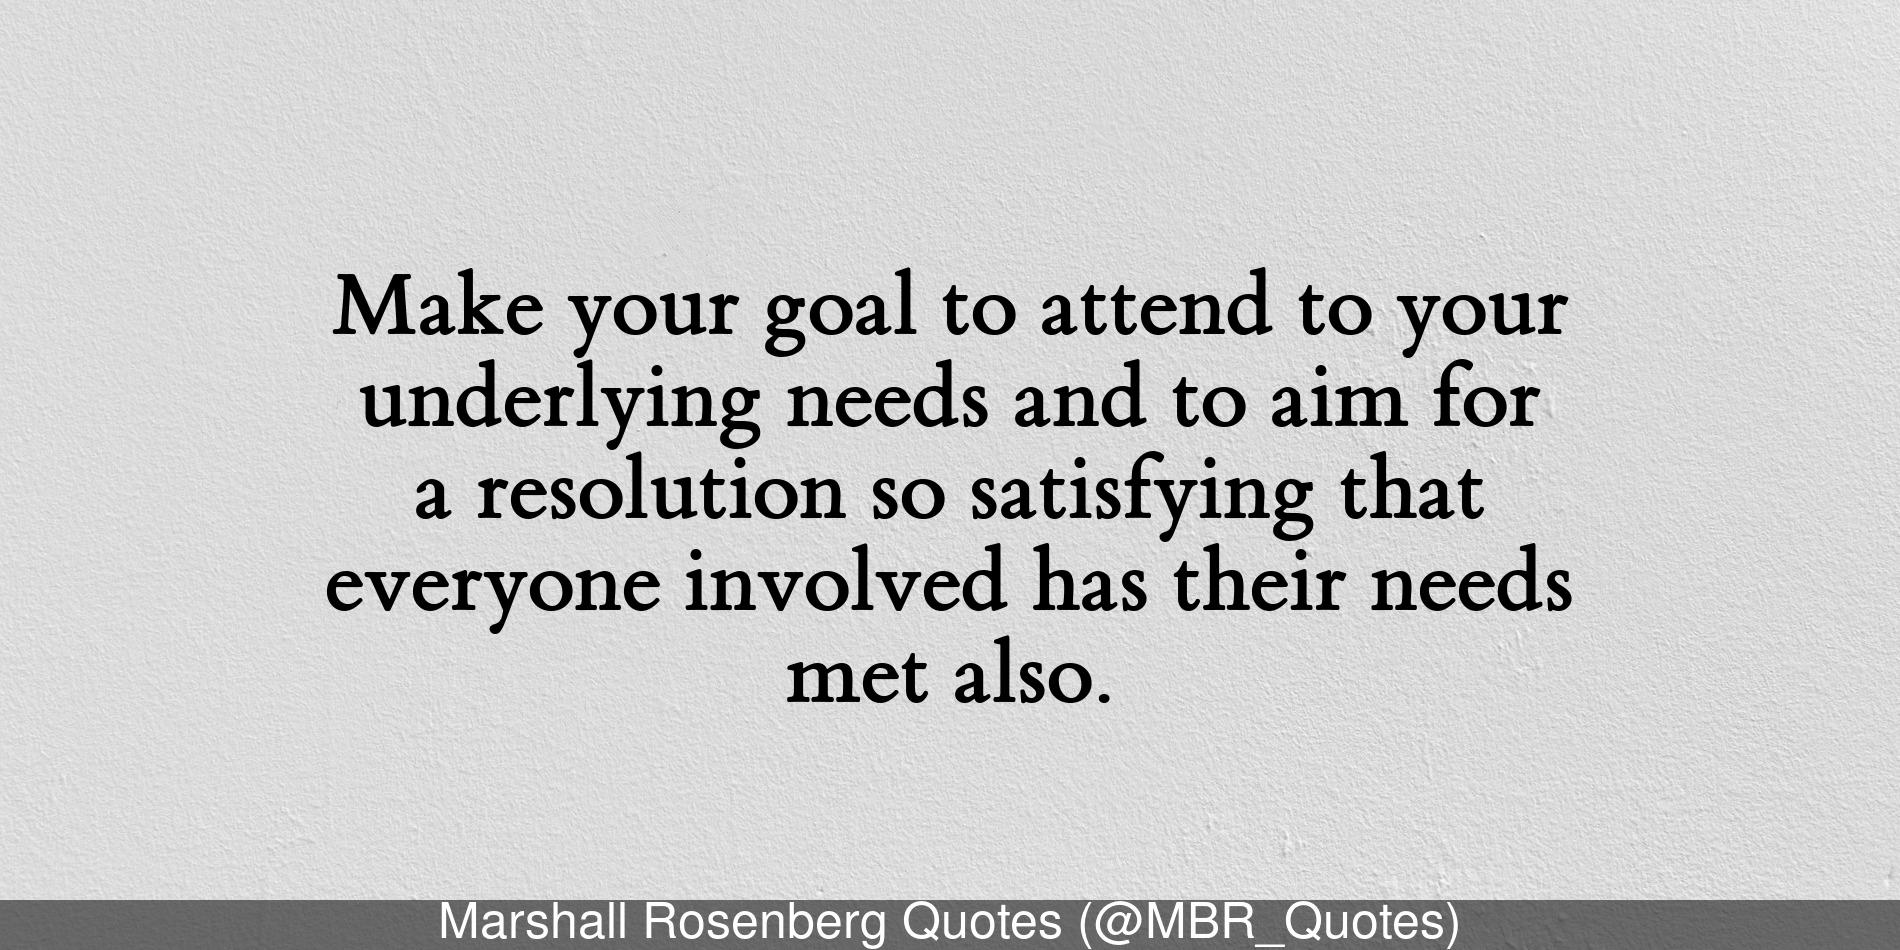 Make your goal to attend to your
underlying needs and to aim for
a resolution so satisfying that
everyone involved has their needs
met also.
Marshall Rosenberg Quotes (@MBR_Quotes)